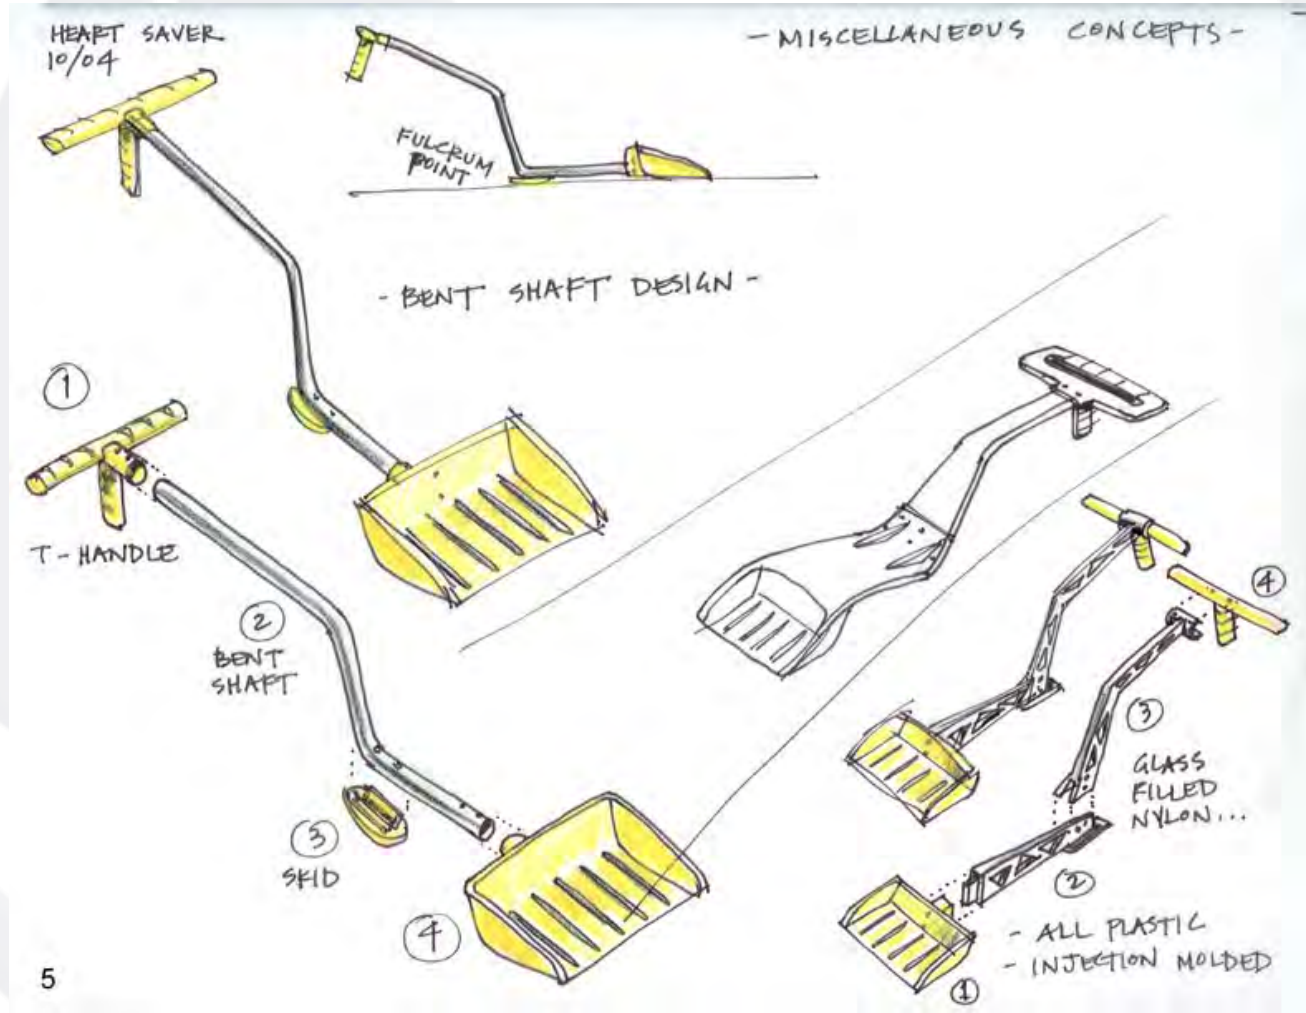 HEART SAVER
10/04
- MISCELLANEOUS CONCEPTS -
FULCRUM
POINT
- BENT SHAFT DESIGN -
1
T-HANDLE
2
BENT
SHAFT
3
SKID
4
4
3
GLASS
FILLED
NYLON...
2
- ALL PLASTIC
- INJECTION MOLDED
1
5